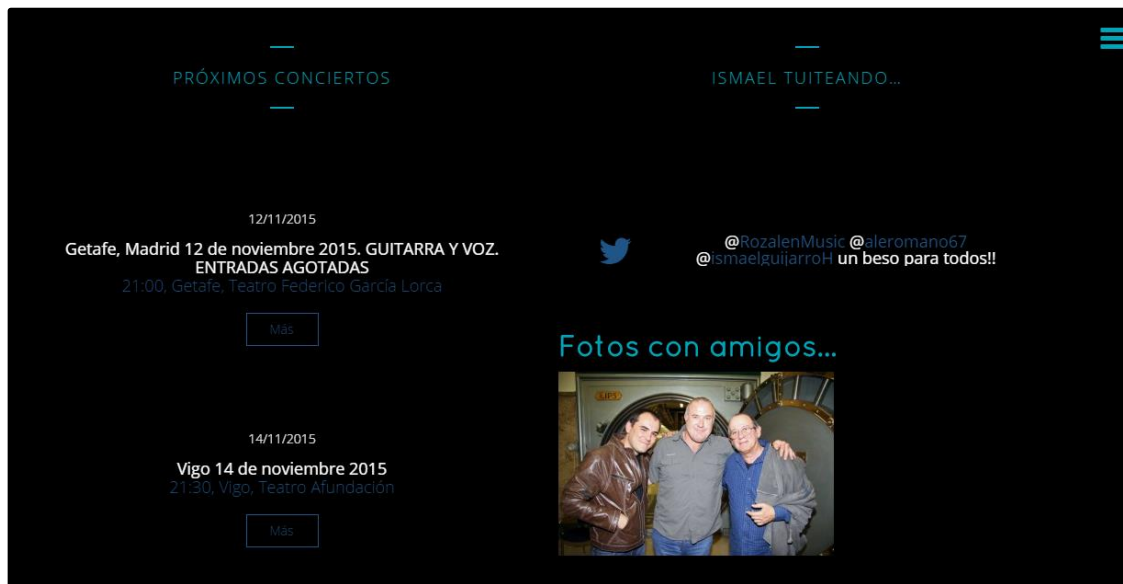 PRÓXIMOS CONCIERTOS
12/11/2015
Getafe, Madrid 12 de noviembre 2015. GUITARRA Y VOZ.
ENTRADAS AGOTADAS
21:00, Getafe, Teatro Federico García Lorca
Más
14/11/2015
Vigo 14 de noviembre 2015
21:30, Vigo, Teatro Afundación
Más
ISMAEL TUITEANDO...
@RozalenMusic @aleromano67
@ismaelguijarroH un beso para todos!!
Fotos con amigos...